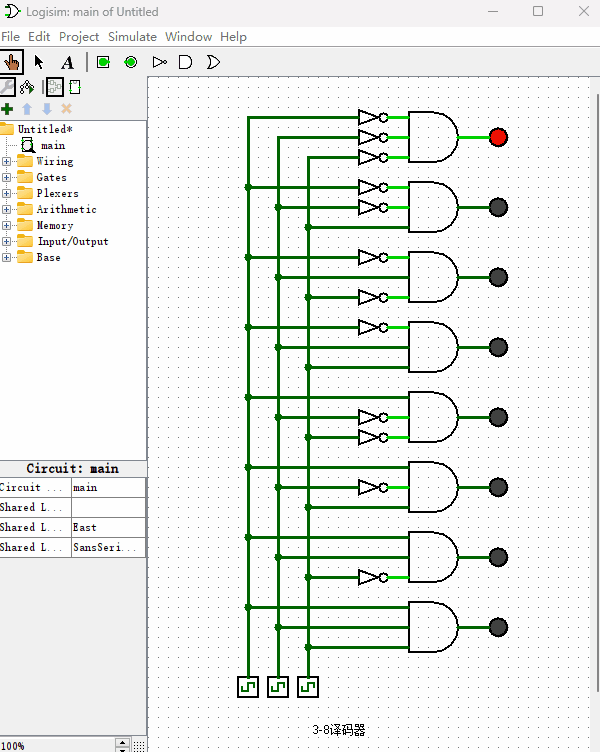 Logisim: main of Untitled
File Edit Project Simulate Window Help
A
Untitled*
main
Wiring
Gates
Plexers
Arithmetic
Memory
Input/Output
Base
Circuit: main
Circuit ... main
Shared L...
Shared L... East
Shared L... SansSeri...
100%
3-8译码器